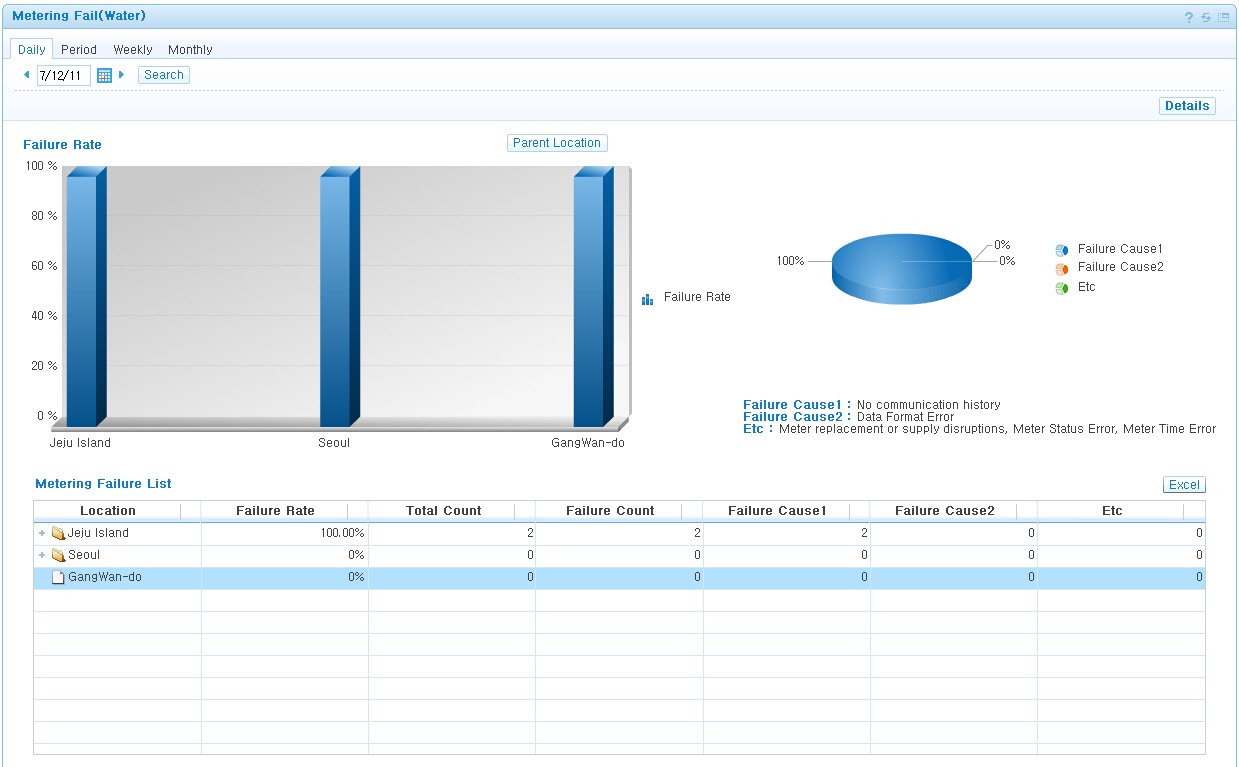 Metering Fail(Water)
?
Daily Period Weekly Monthly
7/12/11 Search
Details
Failure Rate
Parent Location
100 %
80 %
60 %
40 %
20 %
0 %
Jeju Island Seoul GangWan-do
Failure Rate
100%
0%
0%
Failure Cause1
Failure Cause2
Etc
Failure Cause1 : No communication history
Failure Cause2 : Data Format Error
Etc : Meter replacement or supply disruptions, Meter Status Error, Meter Time Error
Metering Failure List
Excel
Location Failure Rate Total Count Failure Count Failure Cause1 Failure Cause2 Etc
Jeju Island 100.00% 2 2 2 0 0
Seoul 0% 0 0 0 0 0
GangWan-do 0% 0 0 0 0 0